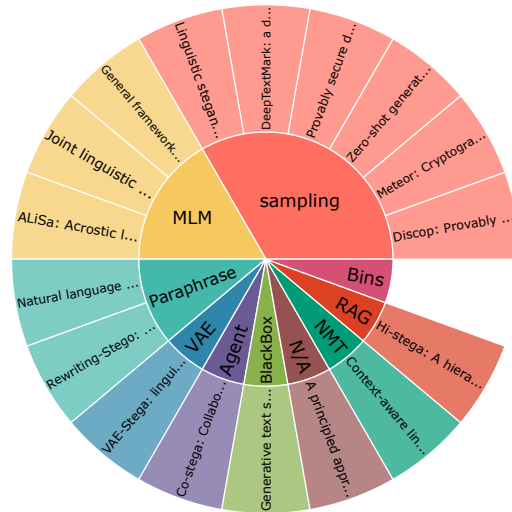 sampling
Linguistic stegan...
DeepTextMark: a d...
Provably secure d...
Zero-shot generat...
Meteor: Cryptogra...
Discop: Provably ...
MLM
General framework...
Joint linguistic ...
ALiSa: Acrostic l...
Paraphrase
Natural language ...
Rewriting-Stego: ...
VAE
VAE-Stega: lingui...
Agent
Co-stega: Collabo...
BlackBox
Generative text s...
N/A
A principled appr...
NMT
Context-aware lin...
RAG
Hi-stega: A hiera...
Bins